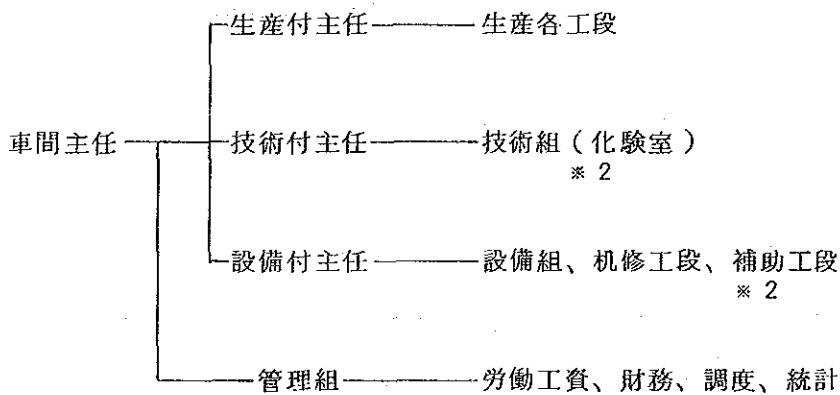 生産付主任 生産各工段
車間主任 技術付主任 技術組（化験室）
※2
設備付主任 設備組、机修工段、補助工段
※2
管理組 労働工資、財務、調度、統計